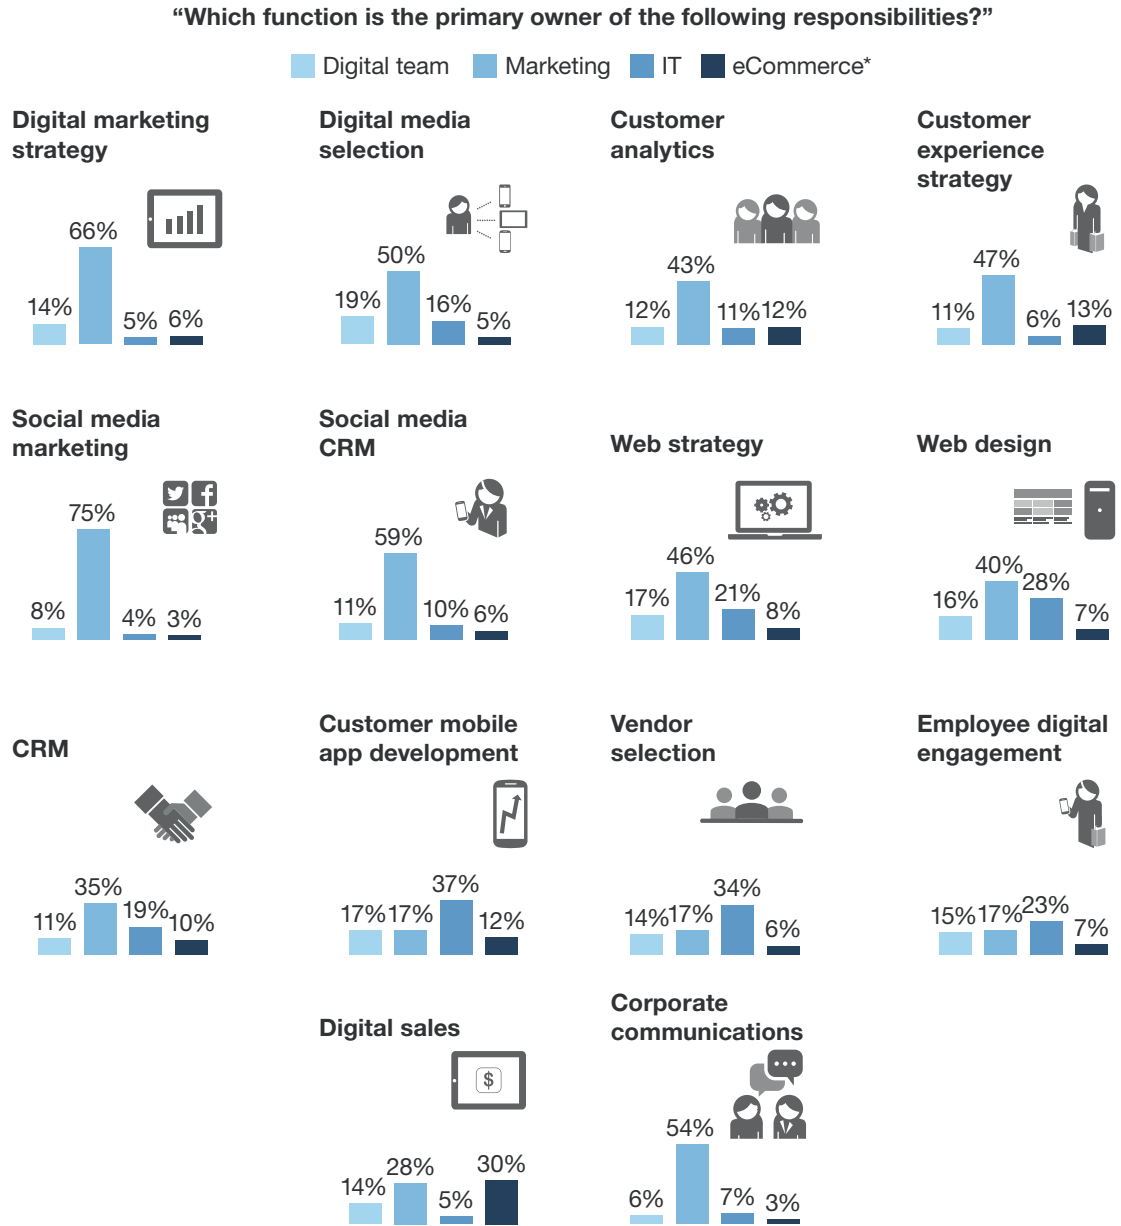 “Which function is the primary owner of the following responsibilities?”
Digital team Marketing IT eCommerce*
Digital marketing
strategy
66%
14%
5%
6%
Digital media
selection
50%
19%
16%
5%
Customer
analytics
43%
12%
11%
12%
Customer
experience
strategy
47%
11%
6%
13%
Social media
marketing
75%
8%
4%
3%
Social media
CRM
59%
11%
10%
6%
Web strategy
46%
17%
21%
8%
Web design
40%
16%
28%
7%
CRM
35%
11%
19%
10%
Customer mobile
app development
37%
17%
17%
12%
Vendor
selection
34%
14%
17%
6%
Employee digital
engagement
15%
17%
23%
7%
Digital sales
$
14%
28%
5%
30%
Corporate
communications
54%
6%
7%
3%